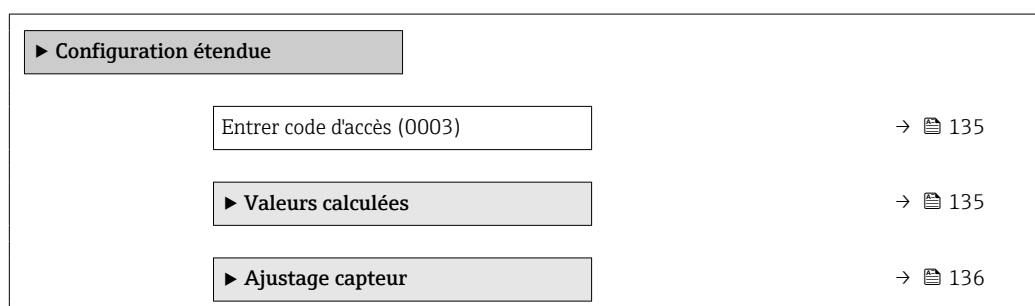 ▶ Configuration étendue
Entrer code d'accès (0003) → 135
▶ Valeurs calculées → 135
▶ Ajustage capteur → 136